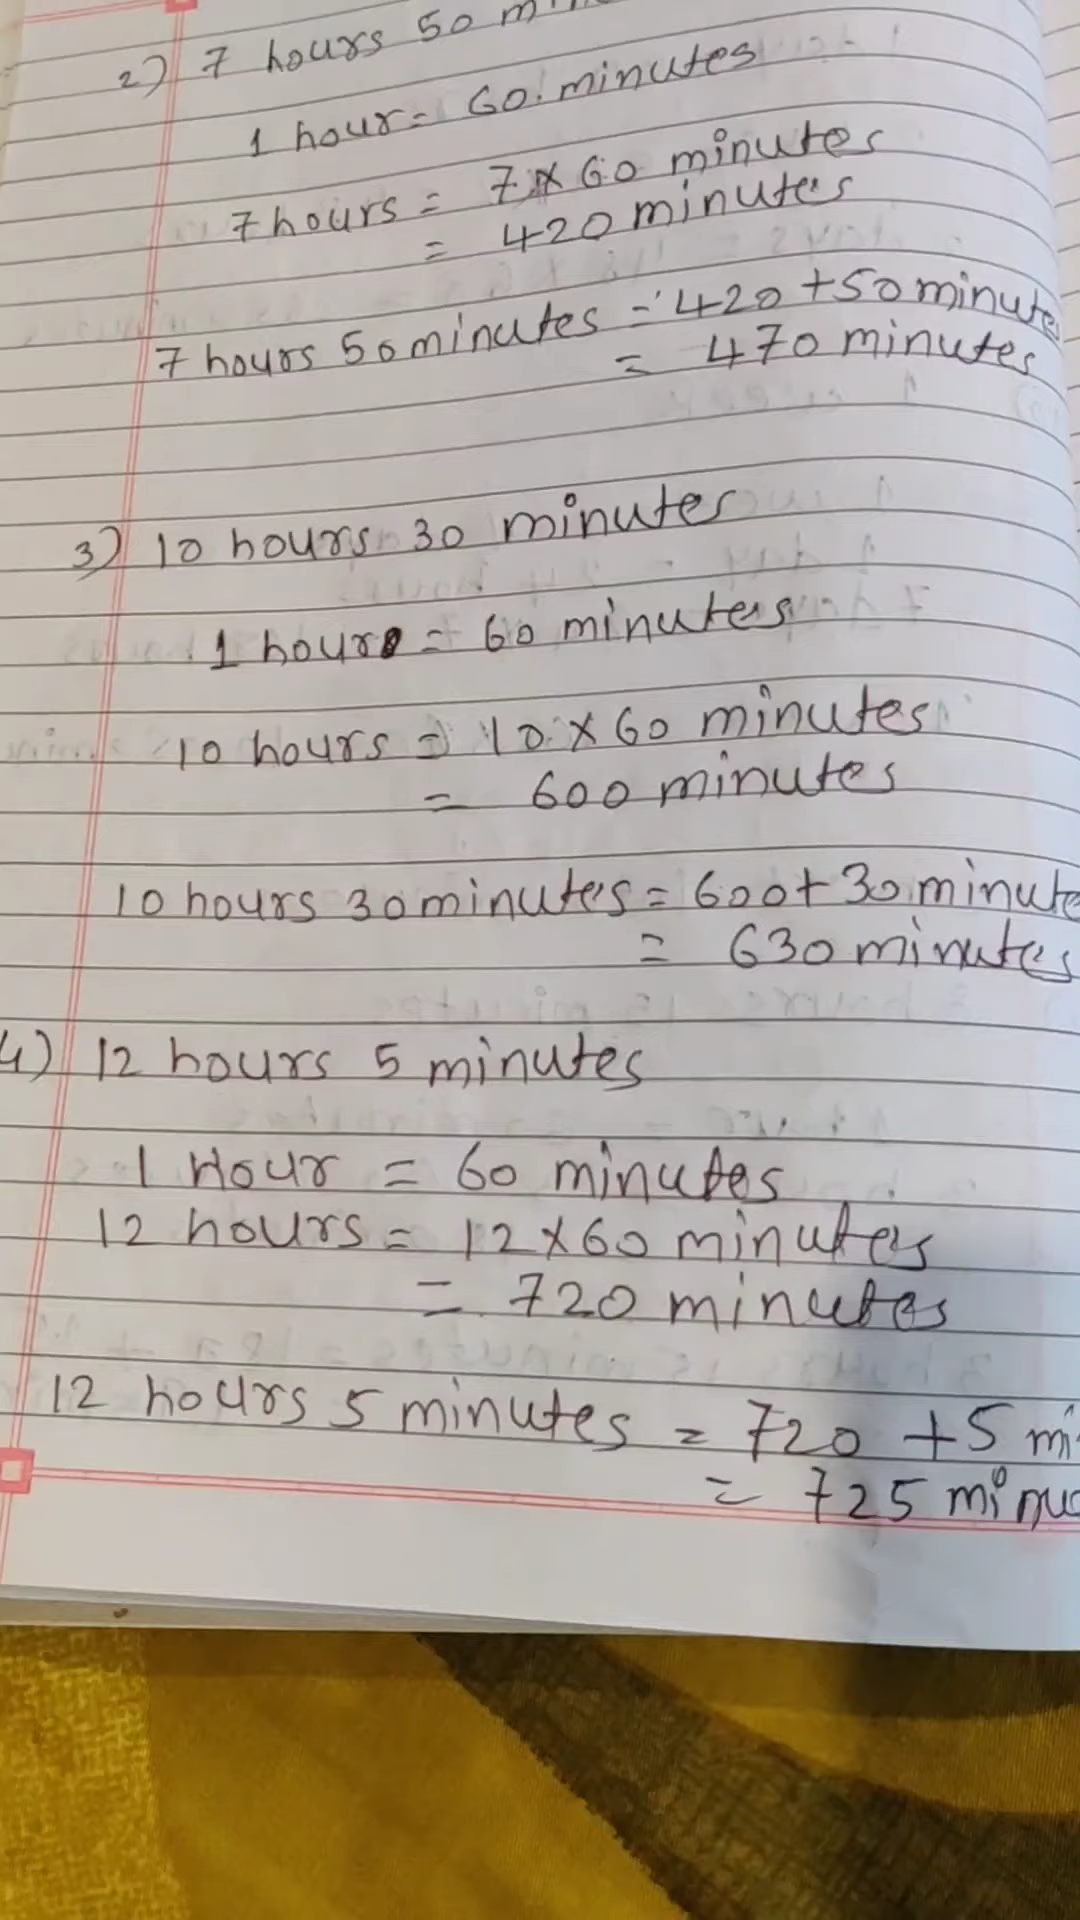 2) 7 hours 50
1 hour = 60 minutes
7 hours = 7 × 60 minutes
= 420 minutes
7 hours 50 minutes = 420 + 50 minute
= 470 minutes
3) 10 hours 30 minutes
1 hour = 60 minutes
10 hours = 10 × 60 minutes
= 600 minutes
10 hours 30 minutes = 600 + 30 minute
= 630 minutes
4) 12 hours 5 minutes
1 Hour = 60 minutes
12 hours = 12 × 60 minutes
= 720 minutes
12 hours 5 minutes = 720 + 5 mi
= 725 minu